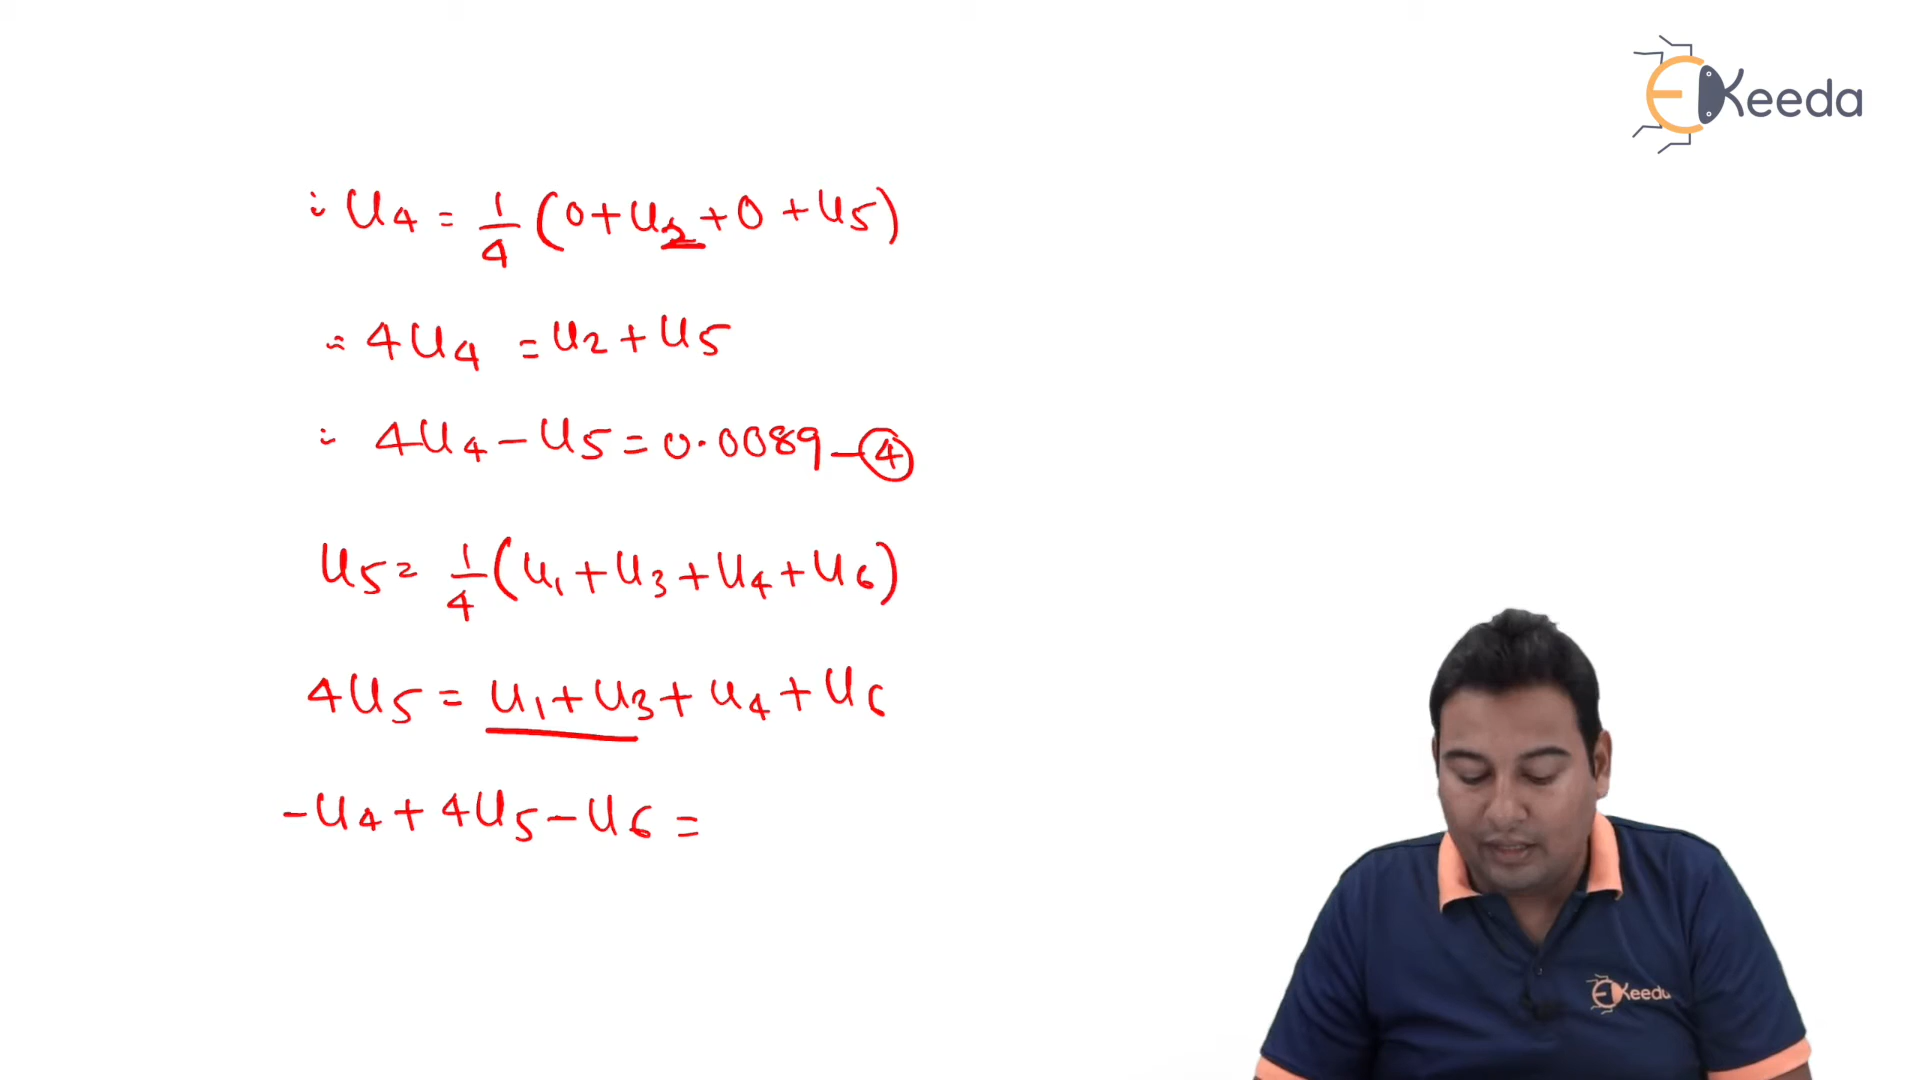 EKeeda
∴ U4 = 1/4 (0 + U2 + 0 + U5)
∴ 4U4 = U2 + U5
∴ 4U4 - U5 = 0.0089 - ④
U5 = 1/4 (U1 + U3 + U4 + U6)
4U5 = U1 + U3 + U4 + U6
-U4 + 4U5 - U6 =
EKeeda